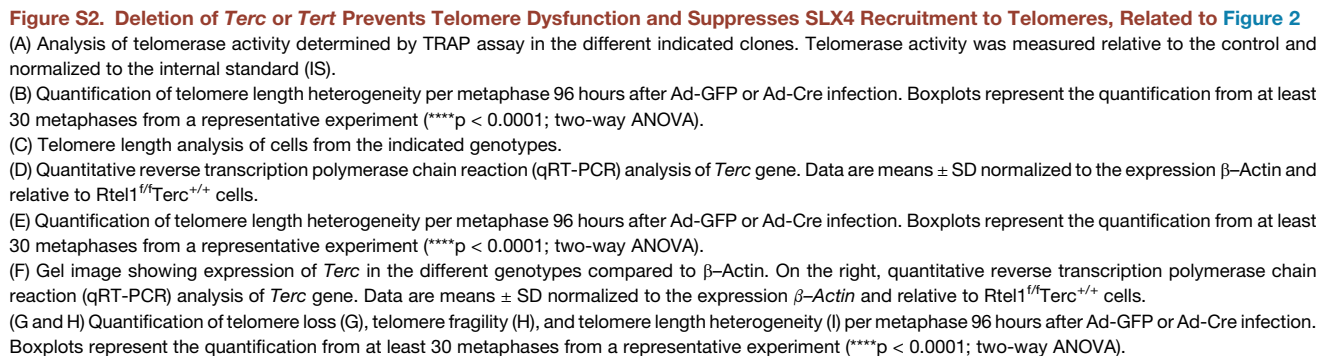 Figure S2. Deletion of Terc or Tert Prevents Telomere Dysfunction and Suppresses SLX4 Recruitment to Telomeres, Related to Figure 2
(A) Analysis of telomerase activity determined by TRAP assay in the different indicated clones. Telomerase activity was measured relative to the control and
normalized to the internal standard (IS).
(B) Quantification of telomere length heterogeneity per metaphase 96 hours after Ad-GFP or Ad-Cre infection. Boxplots represent the quantification from at least
30 metaphases from a representative experiment (****p < 0.0001; two-way ANOVA).
(C) Telomere length analysis of cells from the indicated genotypes.
(D) Quantitative reverse transcription polymerase chain reaction (qRT-PCR) analysis of Terc gene. Data are means ± SD normalized to the expression β–Actin and
relative to Rtel1^f/fTerc^+/+ cells.
(E) Quantification of telomere length heterogeneity per metaphase 96 hours after Ad-GFP or Ad-Cre infection. Boxplots represent the quantification from at least
30 metaphases from a representative experiment (****p < 0.0001; two-way ANOVA).
(F) Gel image showing expression of Terc in the different genotypes compared to β–Actin. On the right, quantitative reverse transcription polymerase chain
reaction (qRT-PCR) analysis of Terc gene. Data are means ± SD normalized to the expression β–Actin and relative to Rtel1^f/fTerc^+/+ cells.
(G and H) Quantification of telomere loss (G), telomere fragility (H), and telomere length heterogeneity (I) per metaphase 96 hours after Ad-GFP or Ad-Cre infection.
Boxplots represent the quantification from at least 30 metaphases from a representative experiment (****p < 0.0001; two-way ANOVA).